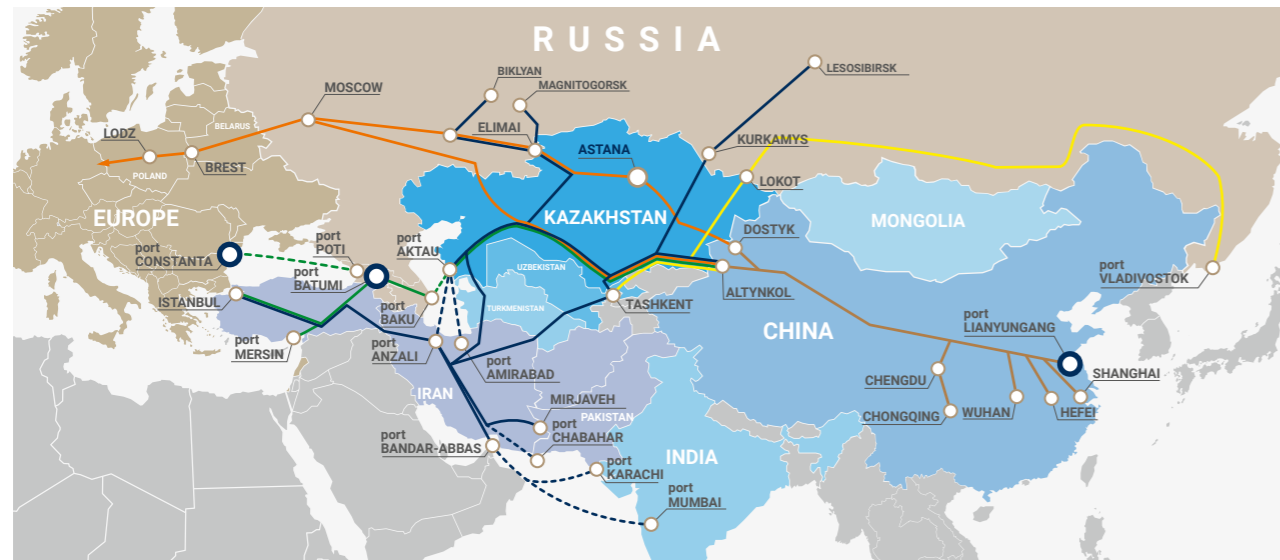 RUSSIA
BIKLYAN
LESOSIBIRSK
MAGNITOGORSK
MOSCOW
ELIMAI
LODZ
BELARUS
BREST
POLAND
ASTANA
KURKAMYS
LOKOT
EUROPE
KAZAKHSTAN
MONGOLIA
DOSTYK
port
CONSTANTA
port
POTI
port
BATUMI
port
AKTAU
UZBEKISTAN
TURKMENISTAN
TASHKENT
ALTYNKOL
port
VLADIVOSTOK
ISTANBUL
port
BAKU
port
MERSIN
port
ANZALI
port
AMIRABAD
CHINA
port
LIANYUNGANG
CHENGDU
SHANGHAI
IRAN
MIRJAVEH
PAKISTAN
CHONGQING
WUHAN
HEFEI
port
BANDAR-ABBAS
port
CHABAHAR
port
KARACHI
INDIA
port
MUMBAI